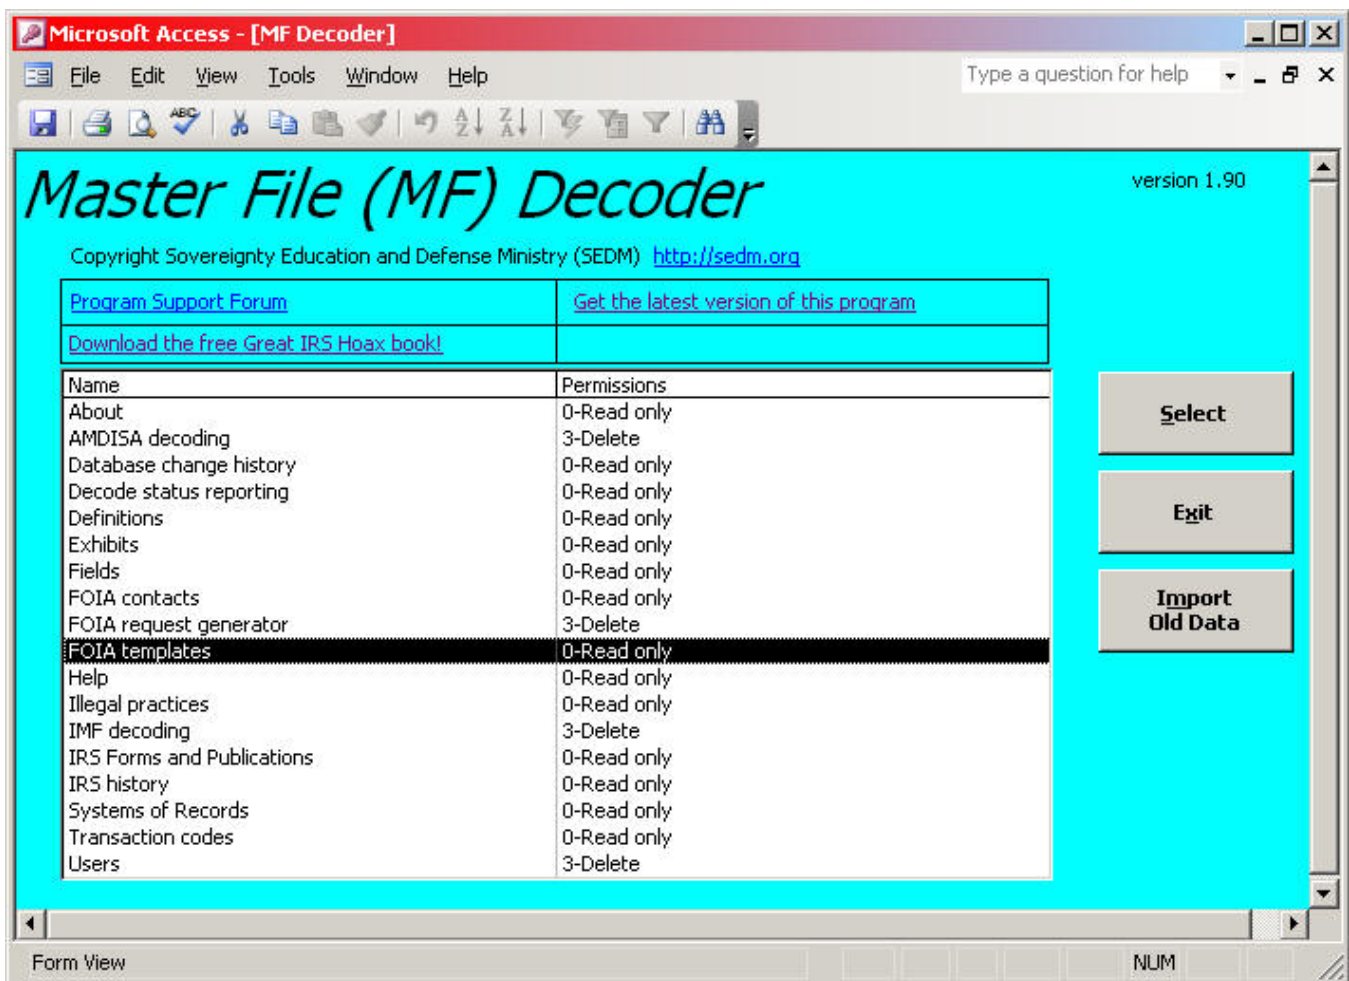 Microsoft Access - [MF Decoder]
File Edit View Tools Window Help Type a question for help
ABC
Master File (MF) Decoder
version 1.90
Copyright Sovereignty Education and Defense Ministry (SEDM) http://sedm.org
Program Support Forum Get the latest version of this program
Download the free Great IRS Hoax book!
Name Permissions
About 0-Read only
AMDISA decoding 3-Delete
Database change history 0-Read only
Decode status reporting 0-Read only
Definitions 0-Read only
Exhibits 0-Read only
Fields 0-Read only
FOIA contacts 0-Read only
FOIA request generator 3-Delete
FOIA templates 0-Read only
Help 0-Read only
Illegal practices 0-Read only
IMF decoding 3-Delete
IRS Forms and Publications 0-Read only
IRS history 0-Read only
Systems of Records 0-Read only
Transaction codes 0-Read only
Users 3-Delete
Select
Exit
Import
Old Data
Form View NUM